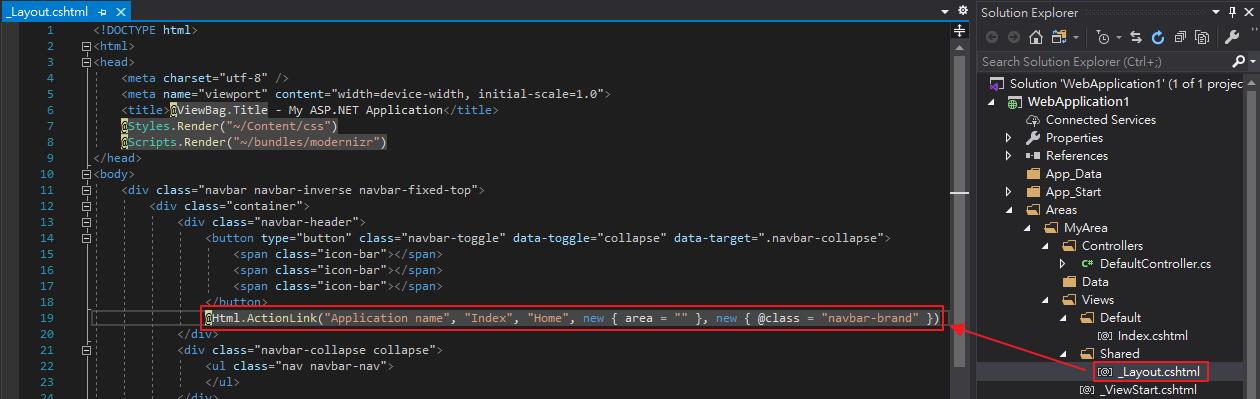 _Layout.cshtml
1 <!DOCTYPE html>
2 <html>
3 <head>
4 <meta charset="utf-8" />
5 <meta name="viewport" content="width=device-width, initial-scale=1.0">
6 <title>@ViewBag.Title - My ASP.NET Application</title>
7 @Styles.Render("~/Content/css")
8 @Scripts.Render("~/bundles/modernizr")
9 </head>
10 <body>
11 <div class="navbar navbar-inverse navbar-fixed-top">
12 <div class="container">
13 <div class="navbar-header">
14 <button type="button" class="navbar-toggle" data-toggle="collapse" data-target=".navbar-collapse">
15 <span class="icon-bar"></span>
16 <span class="icon-bar"></span>
17 <span class="icon-bar"></span>
18 </button>
19 @Html.ActionLink("Application name", "Index", "Home", new { area = "" }, new { @class = "navbar-brand" })
20 </div>
21 <div class="navbar-collapse collapse">
22 <ul class="nav navbar-nav">
23 </ul>
24 </div>
Solution Explorer
Search Solution Explorer (Ctrl+;)
Solution 'WebApplication1' (1 of 1 projec
WebApplication1
Connected Services
Properties
References
App_Data
App_Start
Areas
MyArea
Controllers
C# DefaultController.cs
Data
Views
Default
[@] Index.cshtml
Shared
[@] _Layout.cshtml
[@] _ViewStart.cshtml